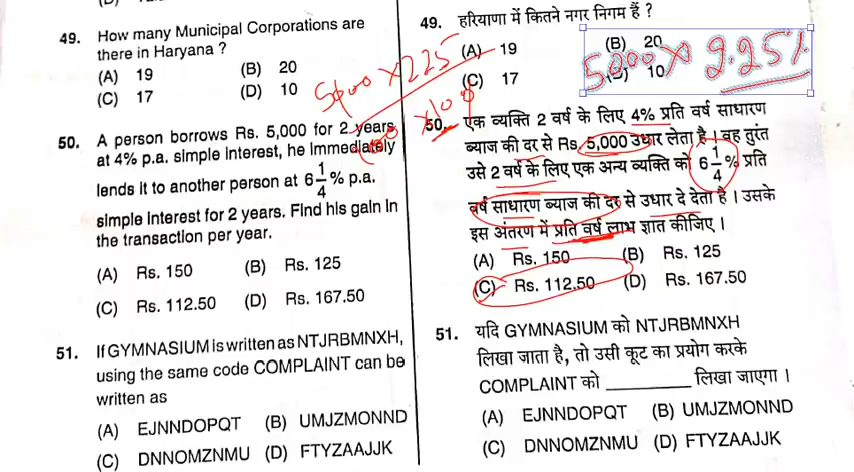 49. How many Municipal Corporations are
there in Haryana ?
(A) 19 (B) 20
(C) 17 (D) 10
50. A person borrows Rs. 5,000 for 2 years
at 4% p.a. simple interest, he immediately
lends it to another person at 6 1/4 % p.a.
simple interest for 2 years. Find his gain in
the transaction per year.
(A) Rs. 150 (B) Rs. 125
(C) Rs. 112.50 (D) Rs. 167.50
51. If GYMNASIUM is written as NTJRBMNXH,
using the same code COMPLAINT can be
written as
(A) EJNNDOPQT (B) UMJZMONND
(C) DNNOMZNMU (D) FTYZAAJJK
5000 × 225
100 × 100
49. हरियाणा में कितने नगर निगम हैं ?
(A) 19 (B) 20
(C) 17 (D) 10
5000 × 2.25%
50. एक व्यक्ति 2 वर्ष के लिए 4% प्रति वर्ष साधारण
ब्याज की दर से Rs. 5,000 उधार लेता है। वह तुरंत
उसे 2 वर्ष के लिए एक अन्य व्यक्ति को 6 1/4 % प्रति
वर्ष साधारण ब्याज की दर से उधार दे देता है । उसके
इस अंतरण में प्रति वर्ष लाभ ज्ञात कीजिए ।
(A) Rs. 150 (B) Rs. 125
(C) Rs. 112.50 (D) Rs. 167.50
51. यदि GYMNASIUM को NTJRBMNXH
लिखा जाता है, तो उसी कूट का प्रयोग करके
COMPLAINT को ________ लिखा जाएगा ।
(A) EJNNDOPQT (B) UMJZMONND
(C) DNNOMZNMU (D) FTYZAAJJK